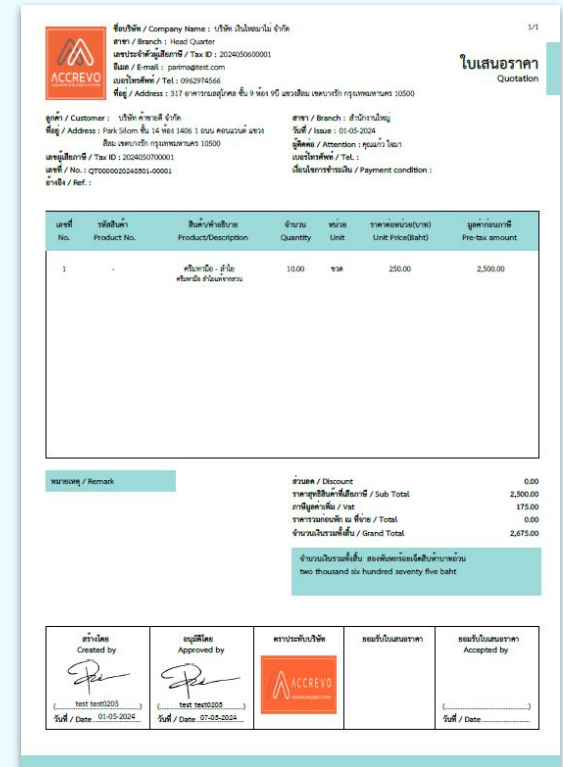 ชื่อบริษัท / Company Name : บริษัท เงินไหลมาไม่ จำกัด
1/1
สาขา / Branch : Head Quarter
เลขประจำตัวผู้เสียภาษี / Tax ID : 2024050600001
อีเมล / E-mail : parima@test.com
เบอร์โทรศัพท์ / Tel : 0962974566
ที่อยู่ / Address : 317 อาคารกมลสุโกศล ชั้น 9 ห้อง 9บี แขวงสีลม เขตบางรัก กรุงเทพมหานคร 10500
ACCREVO
ใบเสนอราคา
Quotation
ลูกค้า / Customer : บริษัท ค้าขายดี จำกัด
ที่อยู่ / Address : Park Silom ชั้น 14 ห้อง 1406 1 ถนน คอนแวนต์ แขวง
สีลม เขตบางรัก กรุงเทพมหานคร 10500
เลขผู้เสียภาษี / Tax ID : 2024050700001
เลขที่ / No. : QT0000020240501-00001
อ้างอิง / Ref. :
สาขา / Branch : สำนักงานใหญ่
วันที่ / Issue : 01-05-2024
ผู้ติดต่อ / Attention : คุณแก้ว ใจมา
เบอร์โทรศัพท์ / Tel. :
เงื่อนไขการชำระเงิน / Payment condition :
เลขที่ รหัสสินค้า สินค้า/คำอธิบาย จำนวน หน่วย ราคาต่อหน่วย(บาท) มูลค่าก่อนภาษี
No. Product No. Product/Description Quantity Unit Unit Price(Baht) Pre-tax amount
1 - ครีมทามือ - ลำไย 10.00 ขวด 250.00 2,500.00
ครีมทามือ ลำไยแท้จากสวน
หมายเหตุ / Remark
ส่วนลด / Discount 0.00
ราคาสุทธิสินค้าที่เสียภาษี / Sub Total 2,500.00
ภาษีมูลค่าเพิ่ม / Vat 175.00
ราคารวมก่อนหัก ณ ที่จ่าย / Total 0.00
จำนวนเงินรวมทั้งสิ้น / Grand Total 2,675.00
จำนวนเงินรวมทั้งสิ้น สองพันหกร้อยเจ็ดสิบห้าบาทถ้วน
two thousand six hundred seventy five baht
สร้างโดย อนุมัติโดย ตราประทับบริษัท ยอมรับใบเสนอราคา ยอมรับใบเสนอราคา
Created by Approved by Accepted by
ACCREVO
(test test0205) (test test0205) ( )
วันที่ / Date 01-05-2024 วันที่ / Date 07-05-2024 วันที่ / Date